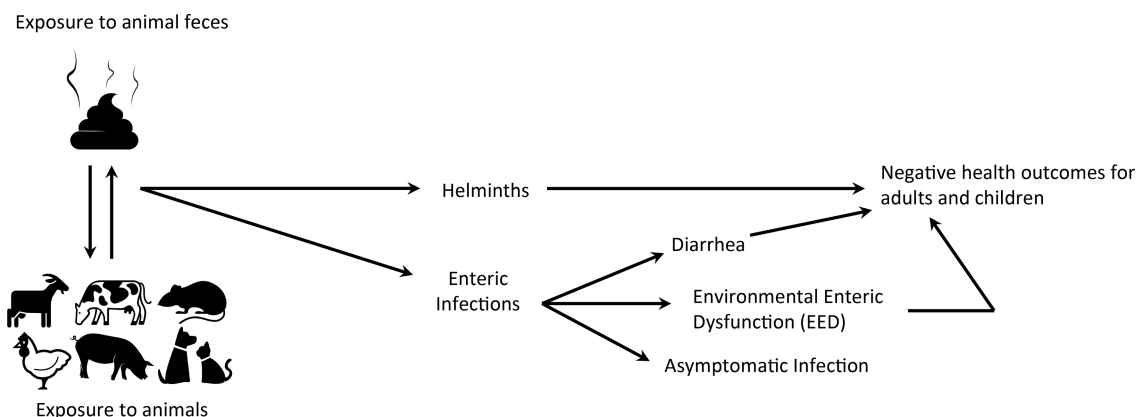 Exposure to animal feces
Negative health outcomes for
adults and children
Helminths
Diarrhea
Enteric
Infections
Environmental Enteric
Dysfunction (EED)
Asymptomatic Infection
Exposure to animals